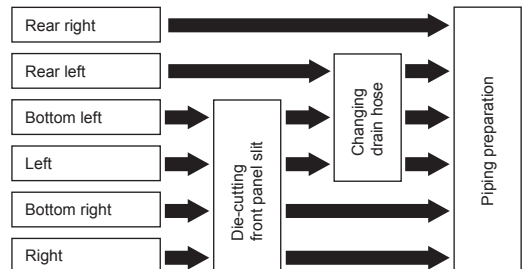 Rear right
Rear left
Bottom left
Left
Bottom right
Right
Die-cutting
front panel slit
Changing
drain hose
Piping preparation